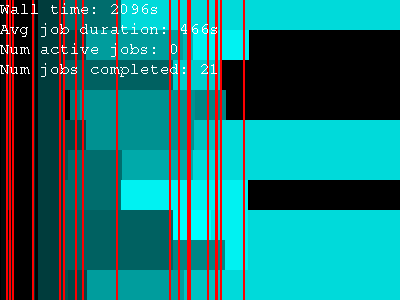 Wall time: 2096s
Avg job duration: 466s
Num active jobs: 0
Num jobs completed: 21